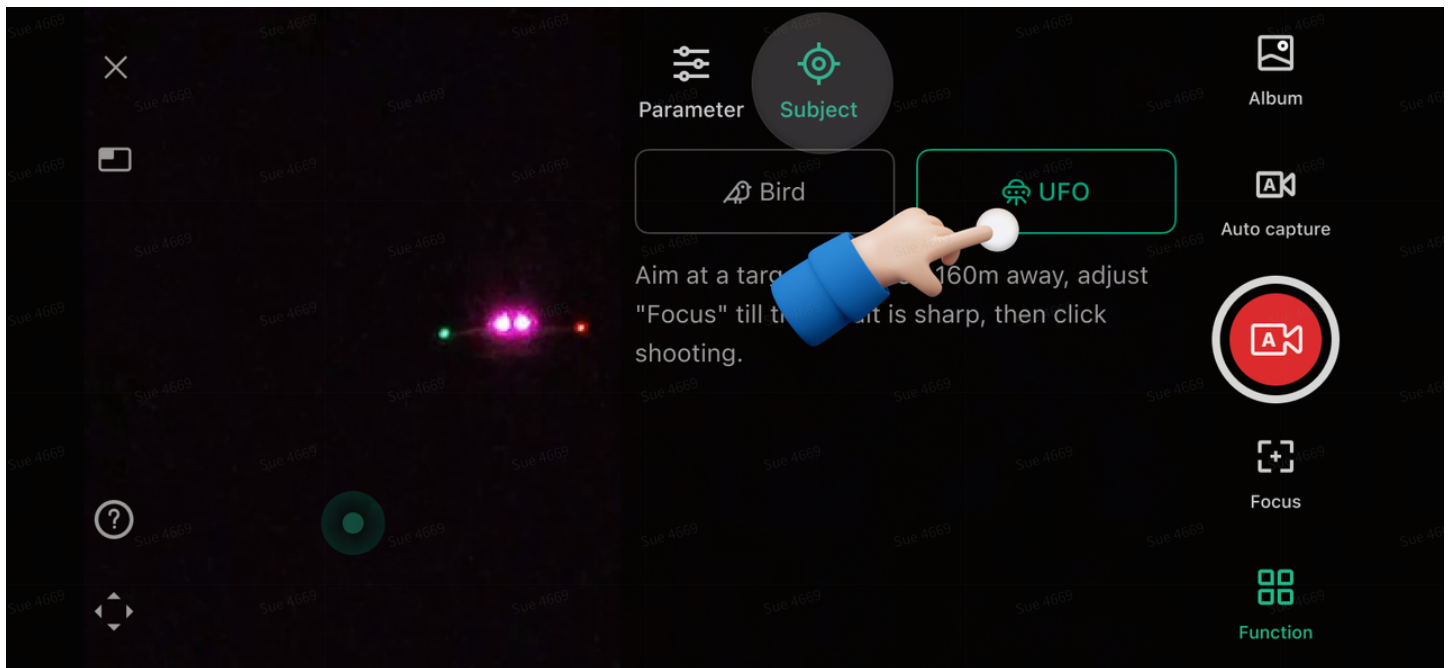 Parameter
Subject
Bird
UFO
Aim at a 160m away, adjust
"Focus" till is sharp, then click
shooting.
Album
A
Auto capture
A
Focus
Function
?
Sue 4669